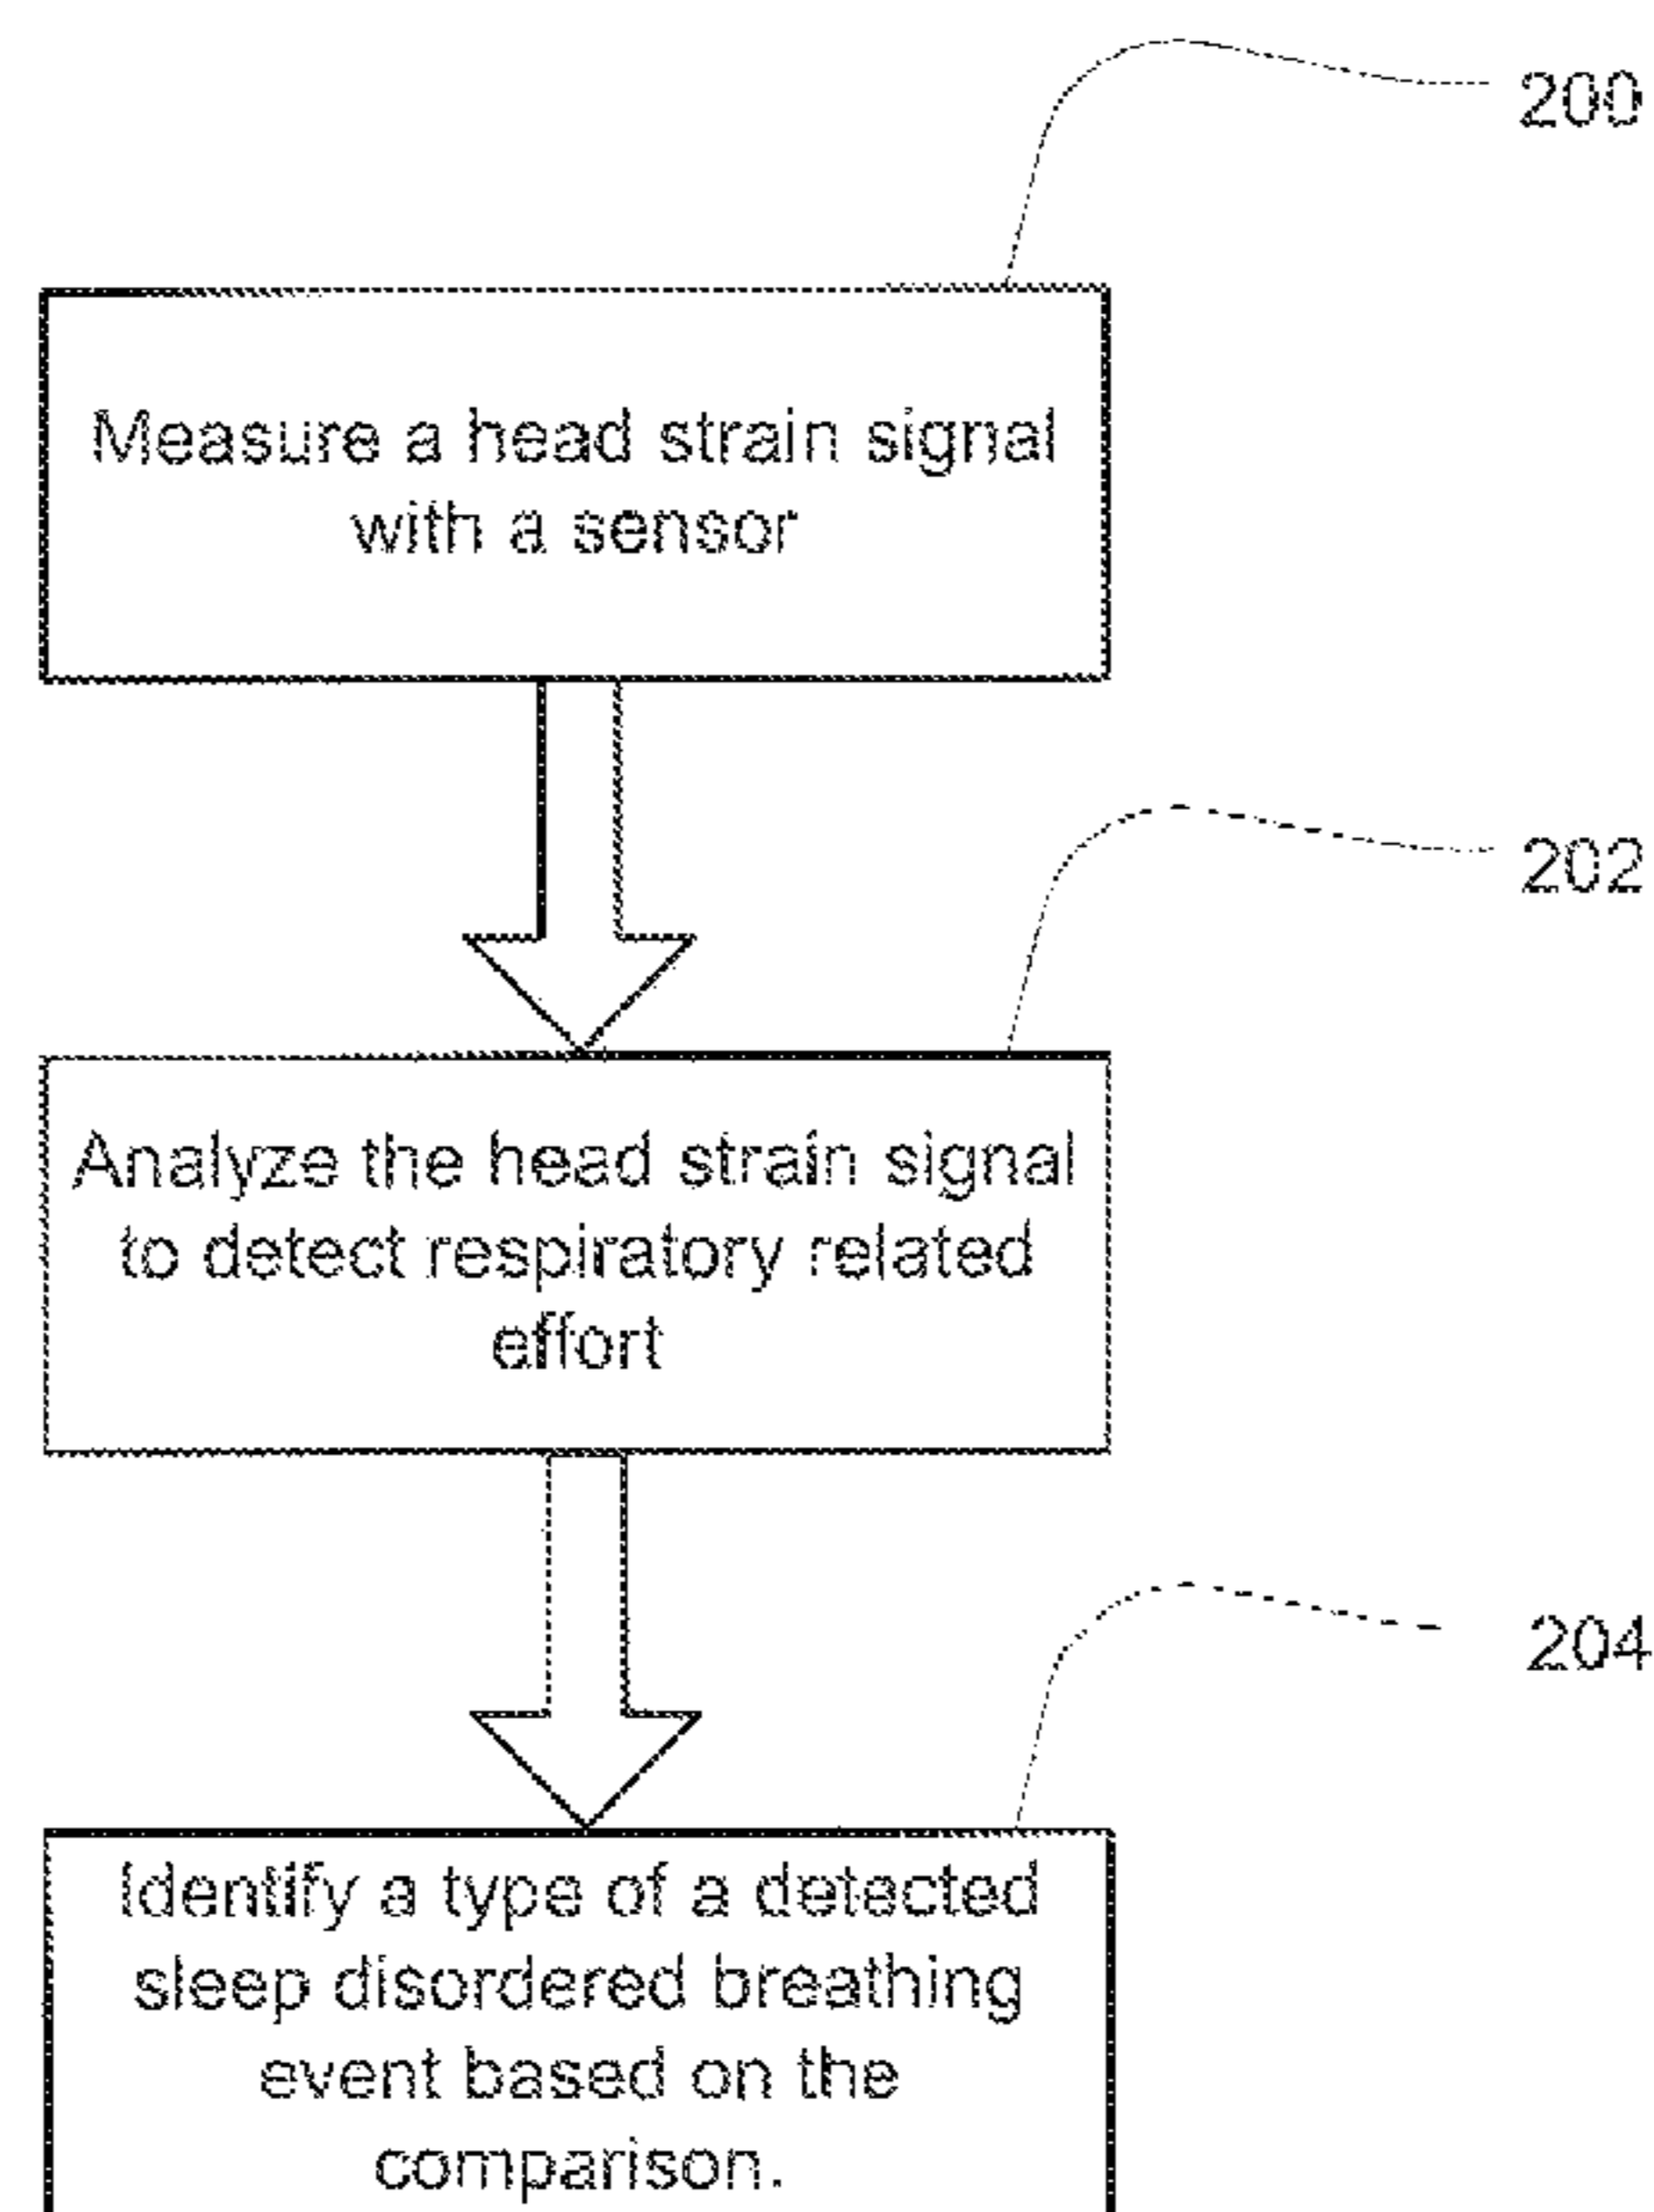 200
Measure a head strain signal
with a sensor
202
Analyze the head strain signal
to detect respiratory related
effort
204
Identify a type of a detected
sleep disordered breathing
event based on the
comparison.